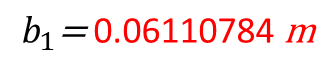 b₁ = 0.06110784 m